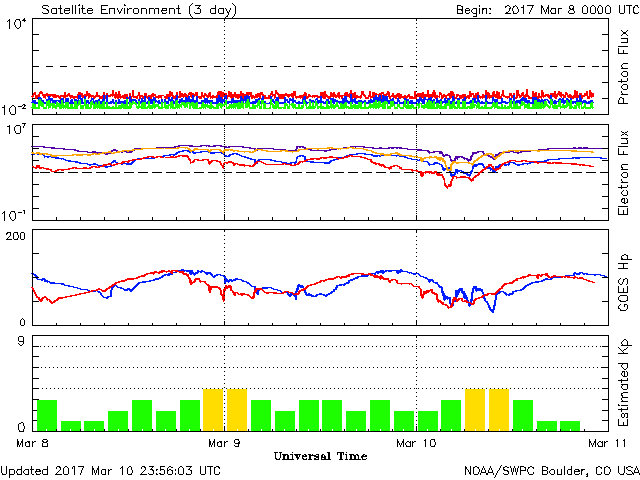 Satellite Environment (3 day)
Begin: 2017 Mar 8 0000 UTC
10⁴
10⁻²
Proton Flux
10⁷
10⁻¹
Electron Flux
200
0
GOES Hp
9
0
Estimated Kp
Mar 8
Mar 9
Mar 10
Mar 11
Universal Time
Updated 2017 Mar 10 23:56:03 UTC
NOAA/SWPC Boulder, CO USA